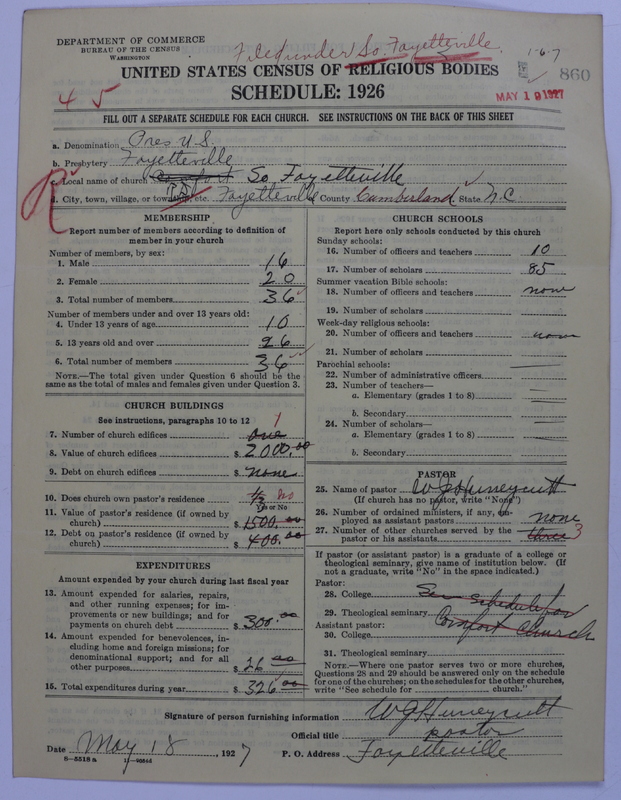 DEPARTMENT OF COMMERCE
BUREAU OF THE CENSUS
WASHINGTON
Filed under So. Fayetteville
1-6-7
860
UNITED STATES CENSUS OF RELIGIOUS BODIES
SCHEDULE: 1926
45
MAY 19 1927
FILL OUT A SEPARATE SCHEDULE FOR EACH CHURCH. SEE INSTRUCTIONS ON THE BACK OF THIS SHEET
a. Denomination Pres U.S.
b. Presbytery Fayetteville
c. Local name of church Comfort So Fayetteville
d. City, town, village, or township, etc. Fayetteville County Cumberland State N.C.
R
MEMBERSHIP
Report number of members according to definition of
member in your church
Number of members, by sex:
1. Male 16
2. Female 20
3. Total number of members 36
Number of members under and over 13 years old:
4. Under 13 years of age 10
5. 13 years old and over 26
6. Total number of members 36
NOTE.—The total given under Question 6 should be the
same as the total of males and females given under Question 3.
CHURCH BUILDINGS
See instructions, paragraphs 10 to 12
7. Number of church edifices one 1
8. Value of church edifices $ 2000.00
9. Debt on church edifices $ none
10. Does church own pastor's residence 1/3 No
Yes or No
11. Value of pastor's residence (if owned by
church) $ 1500.00
12. Debt on pastor's residence (if owned by
church) $ 400.00
EXPENDITURES
Amount expended by your church during last fiscal year
13. Amount expended for salaries, repairs,
and other running expenses; for im-
provements or new buildings; and for
payments on church debt $ 300.00
14. Amount expended for benevolences, in-
cluding home and foreign missions; for
denominational support; and for all
other purposes $ 26.00
15. Total expenditures during year $ 326.00
CHURCH SCHOOLS
Report here only schools conducted by this church
Sunday schools:
16. Number of officers and teachers 10
17. Number of scholars 85
Summer vacation Bible schools:
18. Number of officers and teachers none
19. Number of scholars
Week-day religious schools:
20. Number of officers and teachers none
21. Number of scholars
Parochial schools:
22. Number of administrative officers
23. Number of teachers—
a. Elementary (grades 1 to 8)
b. Secondary
24. Number of scholars—
a. Elementary (grades 1 to 8)
b. Secondary
PASTOR
25. Name of pastor W G Huneycutt
(If church has no pastor, write "None")
26. Number of ordained ministers, if any, em-
ployed as assistant pastors none
27. Number of other churches served by the
pastor or his assistants three 3
If pastor (or assistant pastor) is a graduate of a college or
theological seminary, give name of institution below. (If
not a graduate, write "No" in the space indicated.)
Pastor:
28. College See schedule for
29. Theological seminary Comfort Church
Assistant pastor:
30. College
31. Theological seminary
NOTE.—Where one pastor serves two or more churches,
Questions 28 and 29 should be answered only on the schedule
for one of the churches; on the schedules for the other churches,
write "See schedule for church."
Signature of person furnishing information W G Huneycutt
Official title pastor
Date May 18, 1927 P. O. Address Fayetteville
8-5518 a